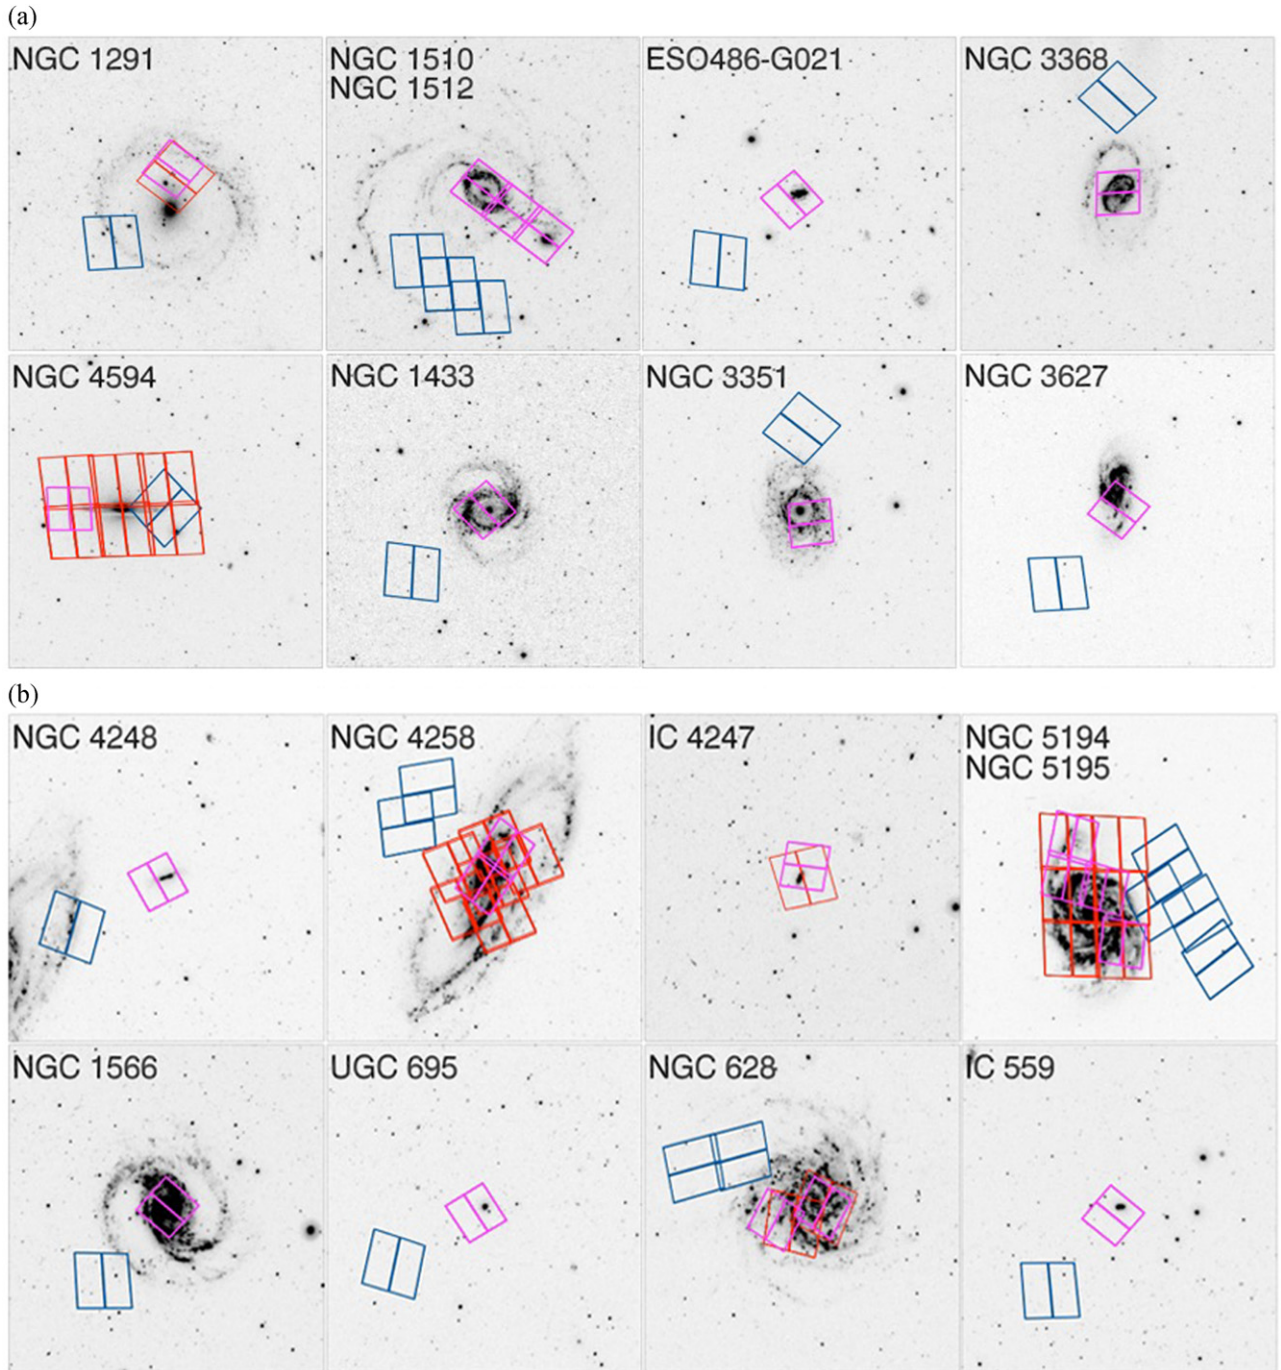 (a)
NGC 1291
NGC 1510
NGC 1512
ESO486-G021
NGC 3368
NGC 4594
NGC 1433
NGC 3351
NGC 3627
(b)
NGC 4248
NGC 4258
IC 4247
NGC 5194
NGC 5195
NGC 1566
UGC 695
NGC 628
IC 559